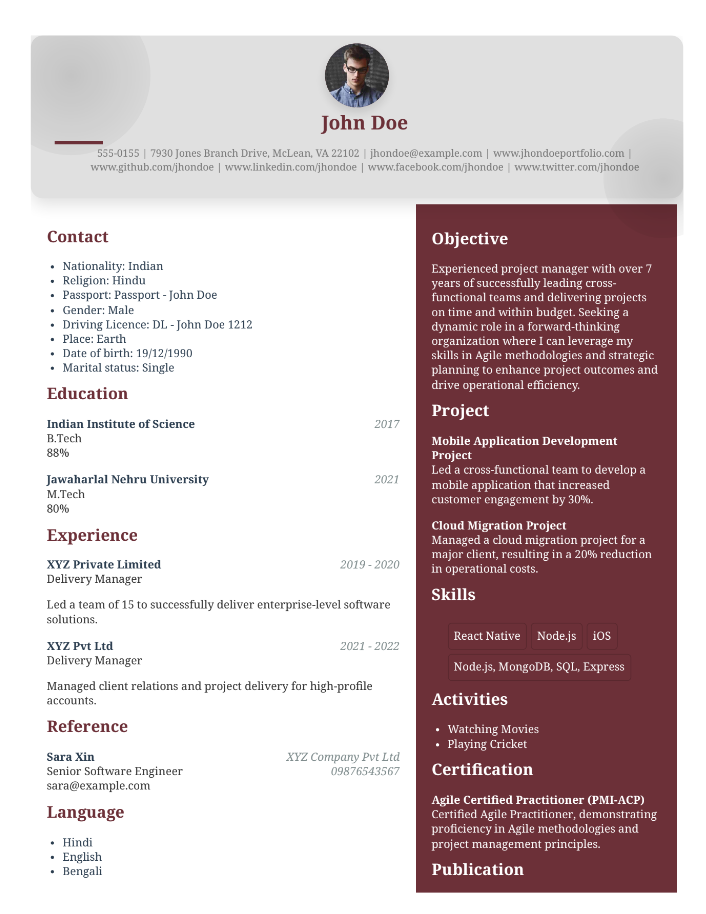 John Doe
555-0155 | 7930 Jones Branch Drive, McLean, VA 22102 | jhondoe@example.com | www.jhondoeportfolio.com |
www.github.com/jhondoe | www.linkedin.com/jhondoe | www.facebook.com/jhondoe | www.twitter.com/jhondoe
Contact
• Nationality: Indian
• Religion: Hindu
• Passport: Passport - John Doe
• Gender: Male
• Driving Licence: DL - John Doe 1212
• Place: Earth
• Date of birth: 19/12/1990
• Marital status: Single
Education
Indian Institute of Science 2017
B.Tech
88%
Jawaharlal Nehru University 2021
M.Tech
80%
Experience
XYZ Private Limited 2019 - 2020
Delivery Manager
Led a team of 15 to successfully deliver enterprise-level software
solutions.
XYZ Pvt Ltd 2021 - 2022
Delivery Manager
Managed client relations and project delivery for high-profile
accounts.
Reference
Sara Xin XYZ Company Pvt Ltd
Senior Software Engineer 09876543567
sara@example.com
Language
• Hindi
• English
• Bengali
Objective
Experienced project manager with over 7
years of successfully leading cross-
functional teams and delivering projects
on time and within budget. Seeking a
dynamic role in a forward-thinking
organization where I can leverage my
skills in Agile methodologies and strategic
planning to enhance project outcomes and
drive operational efficiency.
Project
Mobile Application Development
Project
Led a cross-functional team to develop a
mobile application that increased
customer engagement by 30%.
Cloud Migration Project
Managed a cloud migration project for a
major client, resulting in a 20% reduction
in operational costs.
Skills
React Native Node.js iOS
Node.js, MongoDB, SQL, Express
Activities
• Watching Movies
• Playing Cricket
Certification
Agile Certified Practitioner (PMI-ACP)
Certified Agile Practitioner, demonstrating
proficiency in Agile methodologies and
project management principles.
Publication